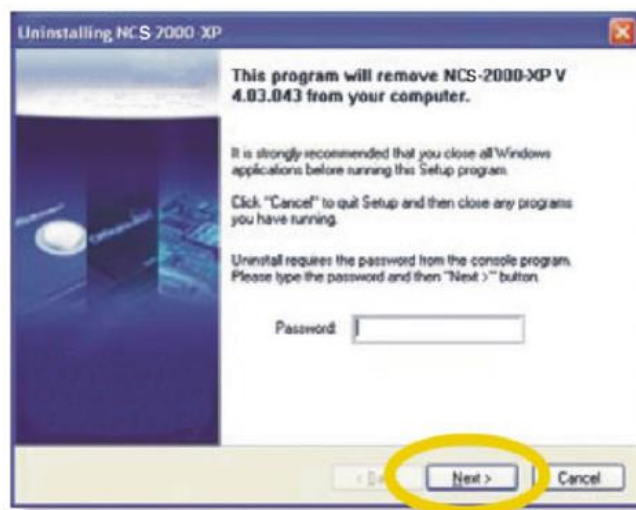 Uninstalling NCS-2000-XP
This program will remove NCS-2000-XP V
4.03.043 from your computer.
It is strongly recommended that you close all Windows
applications before running this Setup program.
Click "Cancel" to quit Setup and then close any programs
you have running.
Uninstall requires the password from the console program.
Please type the password and then "Next >" button.
Password:
Next >
Cancel